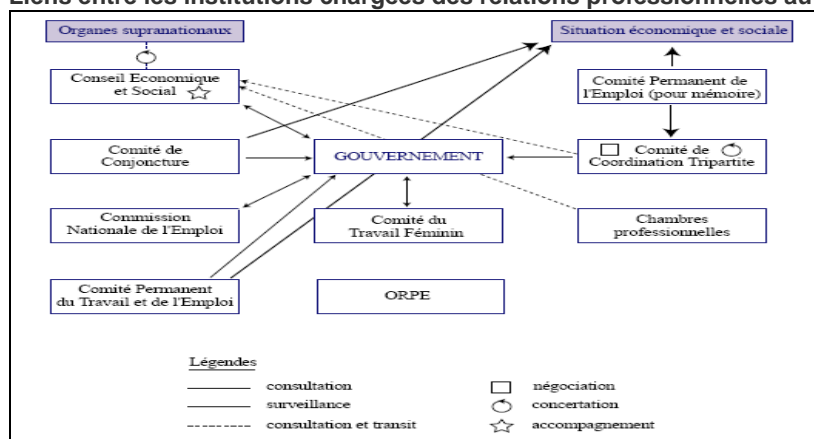 Liens entre les institutions chargées des relations professionnelles au
Organes supranationaux
Situation économique et sociale
Conseil Economique
et Social
Comité Permanent de
l'Emploi (pour mémoire)
Comité de
Conjoncture
GOUVERNEMENT
Comité de
Coordination Tripartite
Commission
Nationale de l'Emploi
Comité du
Travail Féminin
Chambres
professionnelles
Comité Permanent
du Travail et de l'Emploi
ORPE
Légendes
consultation
négociation
surveillance
concertation
consultation et transit
accompagnement